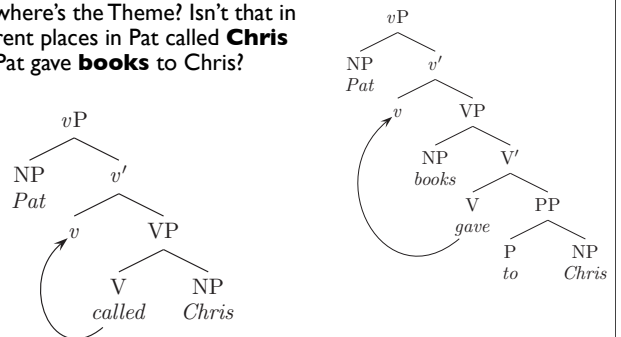 where's the Theme? Isn't that in
rent places in Pat called Chris
Pat gave books to Chris?
vP
NP v′
Pat
v VP
V NP
called Chris
vP
NP v′
Pat
v VP
NP V′
books
V PP
gave
P NP
to Chris